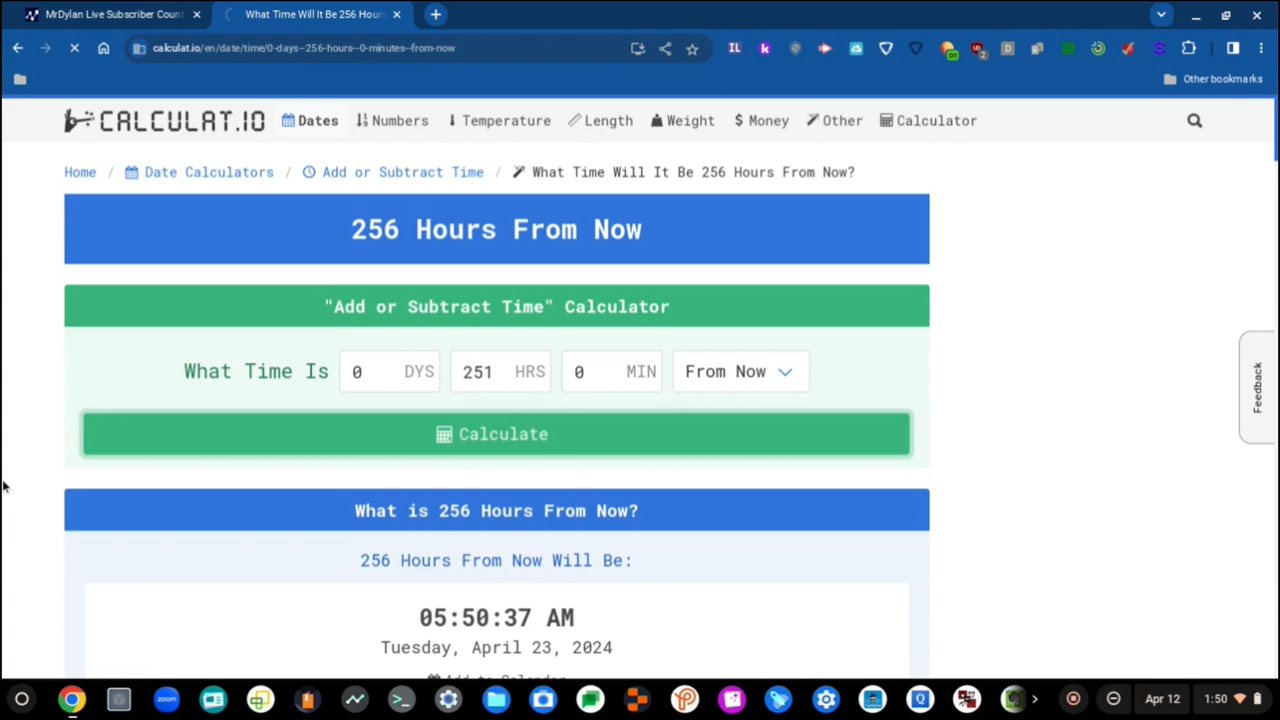 MrDylan Live Subscriber Count
What Time Will It Be 256 Hours
calculat.io/en/date/time/0-days--256-hours--0-minutes--from-now
Other bookmarks
CALCULAT.IO Dates Numbers Temperature Length Weight $ Money Other Calculator
Home / Date Calculators / Add or Subtract Time / What Time Will It Be 256 Hours From Now?
256 Hours From Now
"Add or Subtract Time" Calculator
What Time Is 0 DYS 251 HRS 0 MIN From Now
Calculate
Feedback
What is 256 Hours From Now?
256 Hours From Now Will Be:
05:50:37 AM
Tuesday, April 23, 2024
Add to Calendar
zoom
Apr 12 1:50